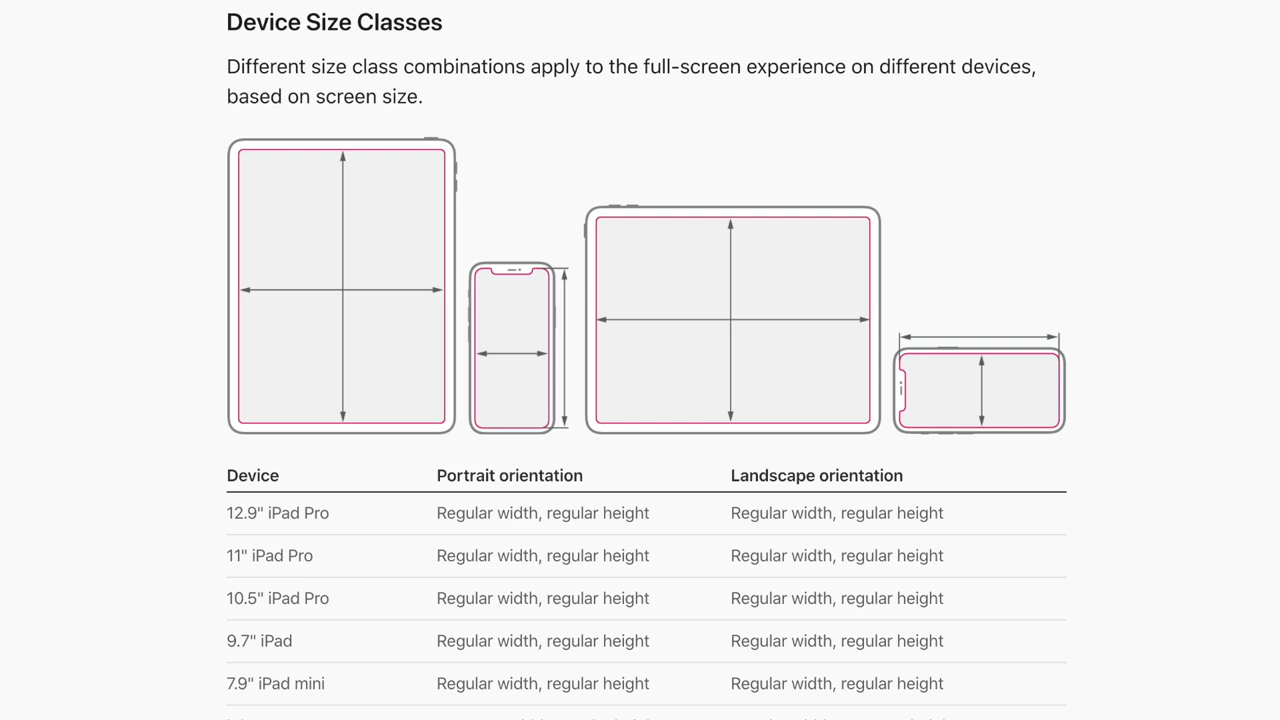 Device Size Classes
Different size class combinations apply to the full-screen experience on different devices,
based on screen size.
Device Portrait orientation Landscape orientation
12.9" iPad Pro Regular width, regular height Regular width, regular height
11" iPad Pro Regular width, regular height Regular width, regular height
10.5" iPad Pro Regular width, regular height Regular width, regular height
9.7" iPad Regular width, regular height Regular width, regular height
7.9" iPad mini Regular width, regular height Regular width, regular height